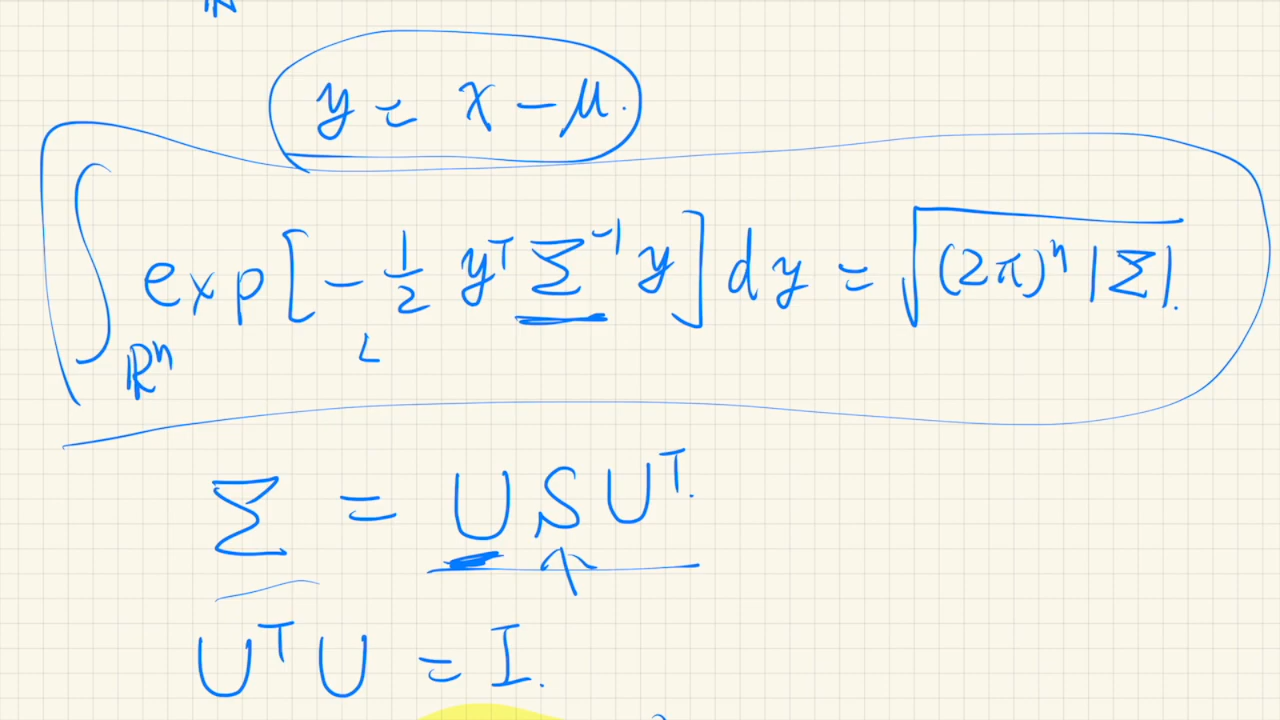 y = x - μ.
∫_{ℝⁿ} exp[-1/2 yᵀ Σ⁻¹ y] dy = √((2π)ⁿ |Σ|.
Σ = U S Uᵀ.
Uᵀ U = I.